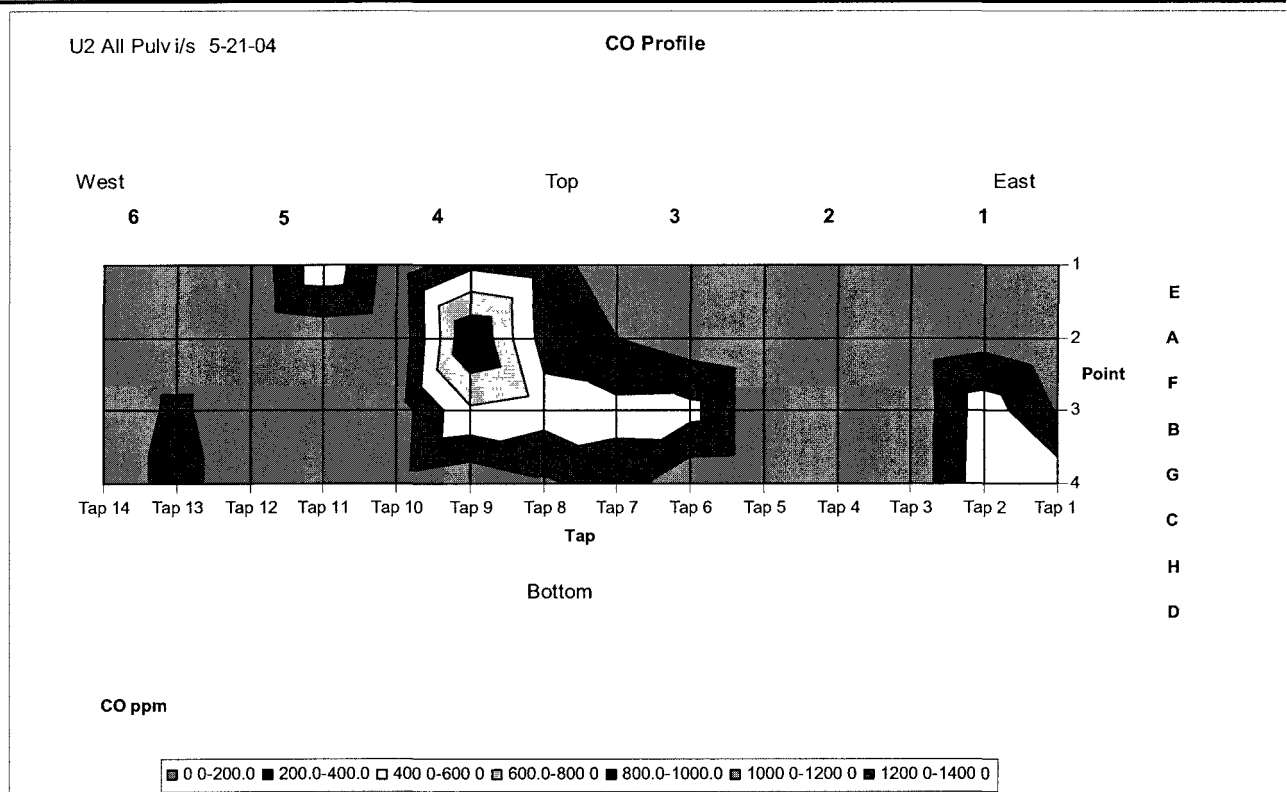 U2 All Pulv i/s 5-21-04 CO Profile
West Top East
6 5 4 3 2 1
1
E
2 A
Point F
3
B
4 G
Tap 14 Tap 13 Tap 12 Tap 11 Tap 10 Tap 9 Tap 8 Tap 7 Tap 6 Tap 5 Tap 4 Tap 3 Tap 2 Tap 1
C
Tap
H
Bottom
D
CO ppm
0 0-200.0 200.0-400.0 400 0-600 0 600.0-800 0 800.0-1000.0 1000 0-1200 0 1200 0-1400 0